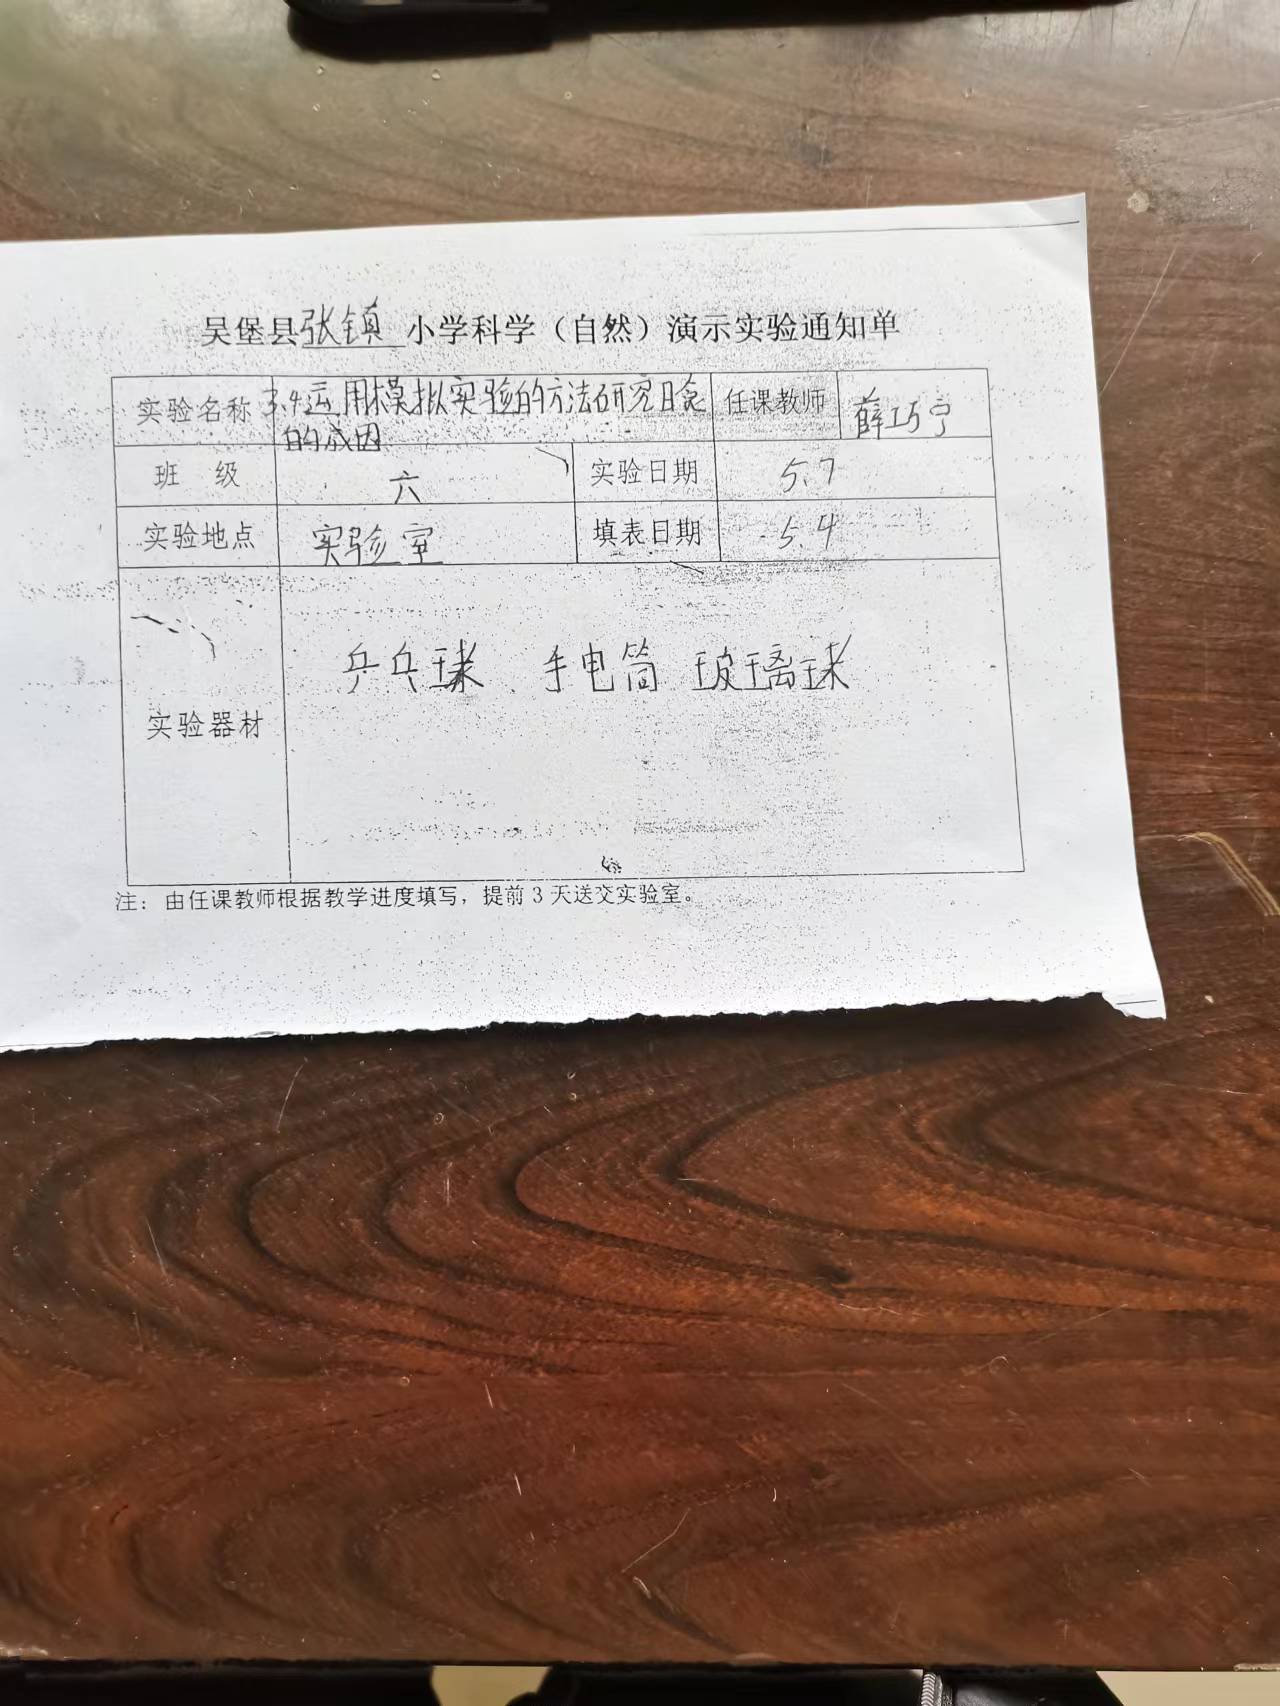 吴堡县张镇小学科学（自然）演示实验通知单
实验名称 3.4运用模拟实验的方法研究日食的成因 任课教师 薛巧宁
班 级 六 实验日期 5.7
实验地点 实验室 填表日期 5.4
实验器材 乒乓球 手电筒 玻璃球
注：由任课教师根据教学进度填写，提前3天送交实验室。